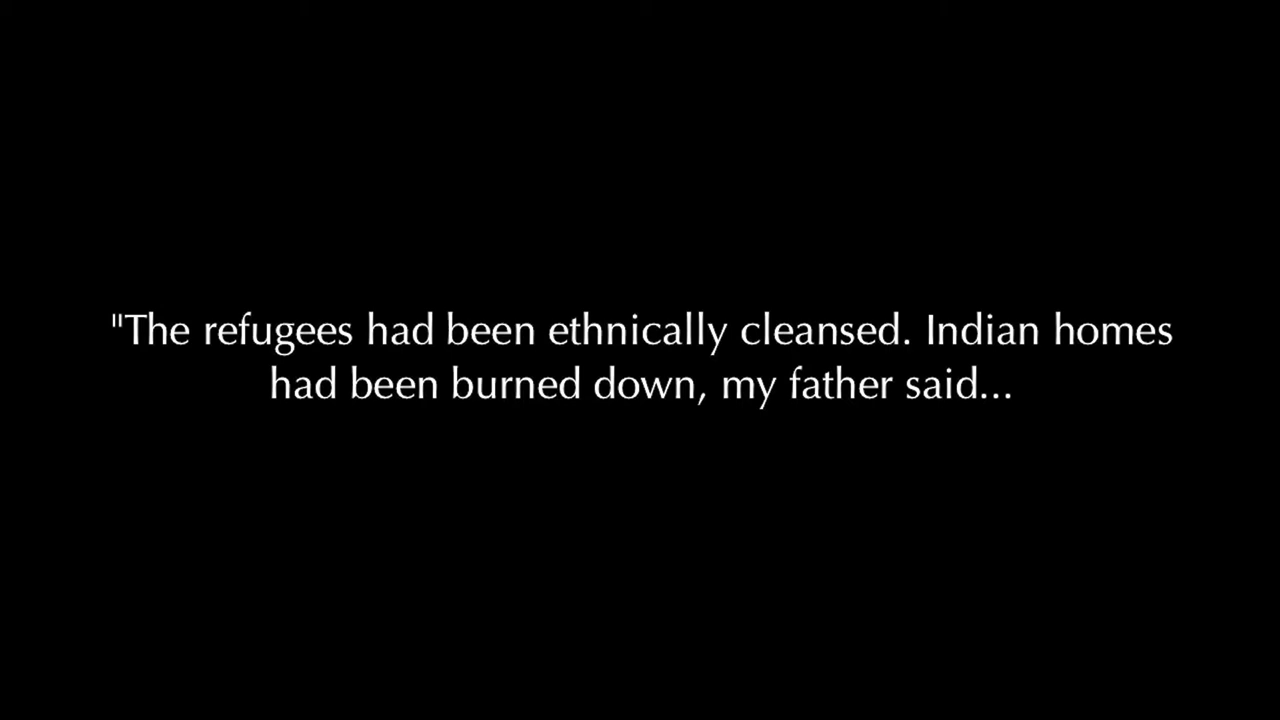 "The refugees had been ethnically cleansed. Indian homes
had been burned down, my father said...